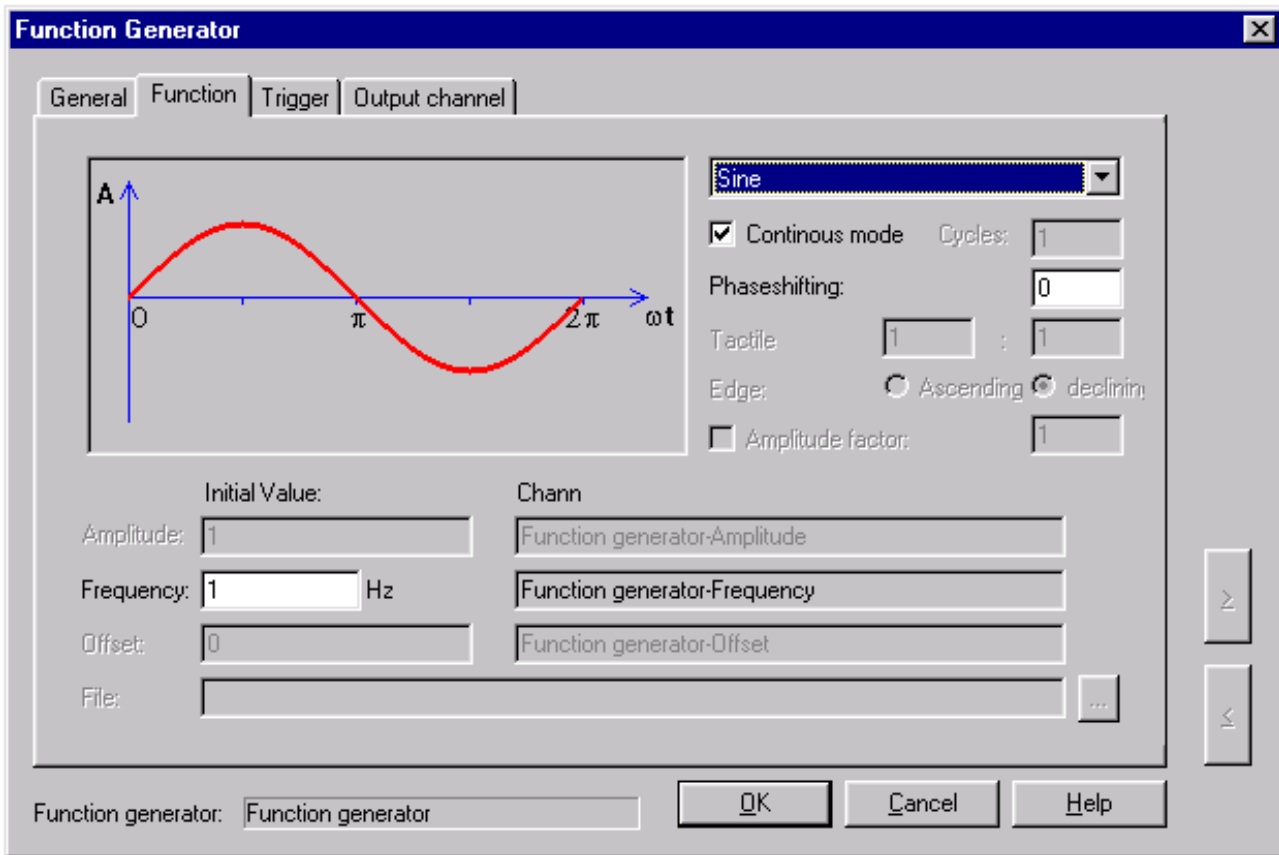 Function Generator
General Function Trigger Output channel
A
0 π 2π ωt
Sine
Continous mode Cycles: 1
Phaseshifting: 0
Tactile 1 : 1
Edge: Ascending declining
Amplitude factor: 1
Initial Value: Chann
Amplitude: 1 Function generator-Amplitude
Frequency: 1 Hz Function generator-Frequency
Offset: 0 Function generator-Offset
File: ...
≥
≤
Function generator: Function generator
OK Cancel Help